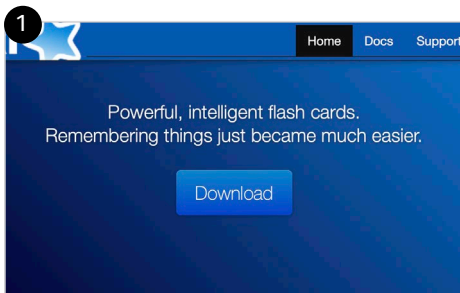 1
Home Docs Support
Powerful, intelligent flash cards.
Remembering things just became much easier.
Download